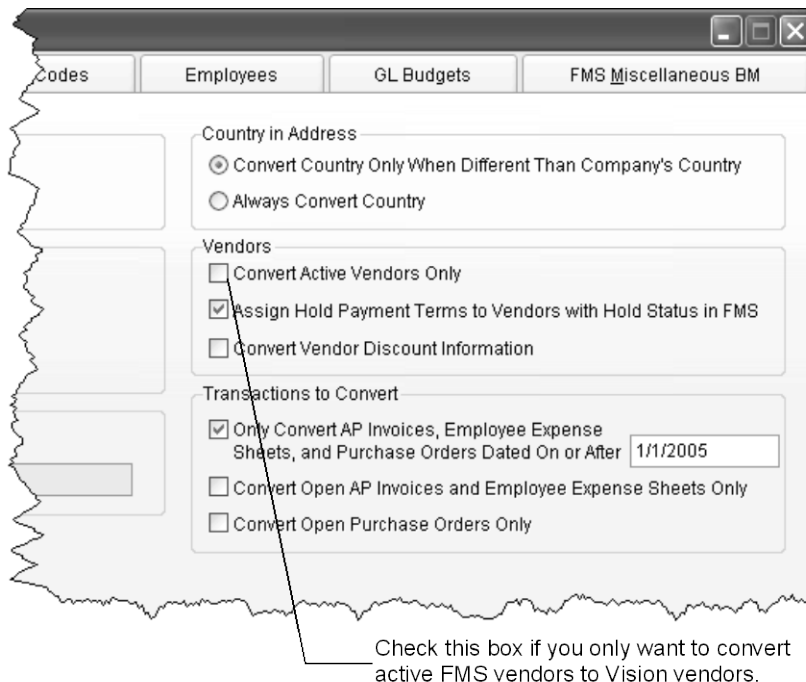 Codes
Employees
GL Budgets
FMS Miscellaneous BM
Country in Address
Convert Country Only When Different Than Company's Country
Always Convert Country
Vendors
Convert Active Vendors Only
Assign Hold Payment Terms to Vendors with Hold Status in FMS
Convert Vendor Discount Information
Transactions to Convert
Only Convert AP Invoices, Employee Expense
Sheets, and Purchase Orders Dated On or After
1/1/2005
Convert Open AP Invoices and Employee Expense Sheets Only
Convert Open Purchase Orders Only
Check this box if you only want to convert
active FMS vendors to Vision vendors.